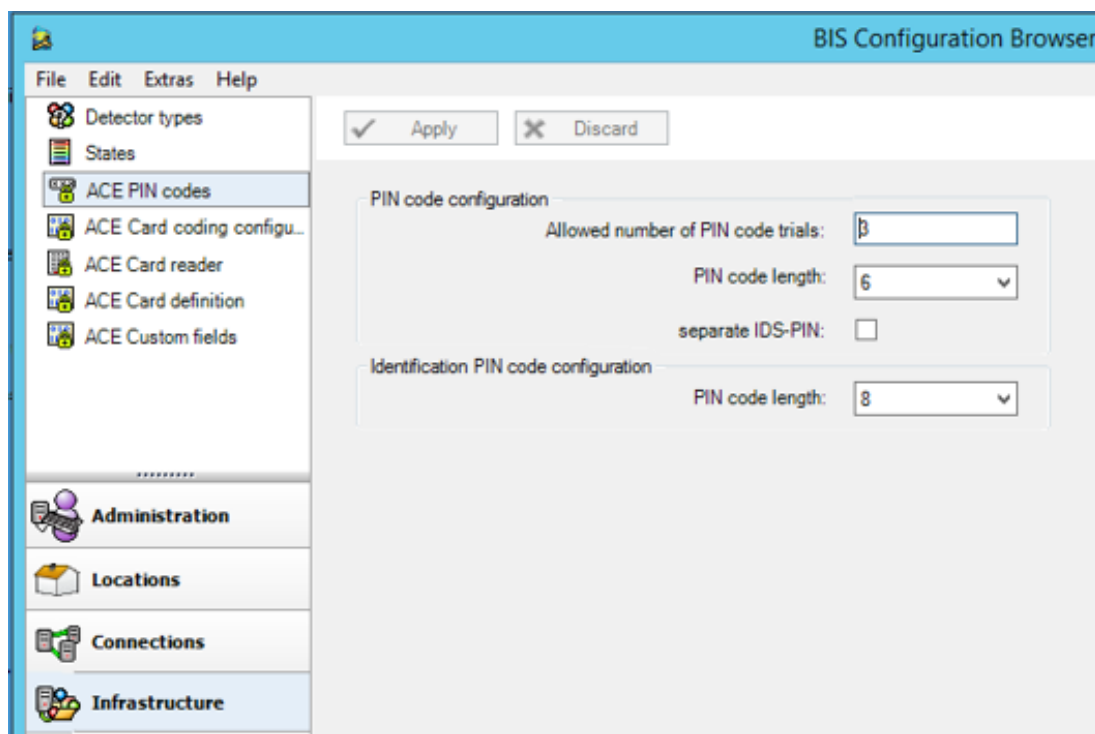 BIS Configuration Browser
File Edit Extras Help
Detector types
States
ACE PIN codes
ACE Card coding configu...
ACE Card reader
ACE Card definition
ACE Custom fields
Apply Discard
PIN code configuration
Allowed number of PIN code trials: 3
PIN code length: 6
separate IDS-PIN:
Identification PIN code configuration
PIN code length: 8
Administration
Locations
Connections
Infrastructure